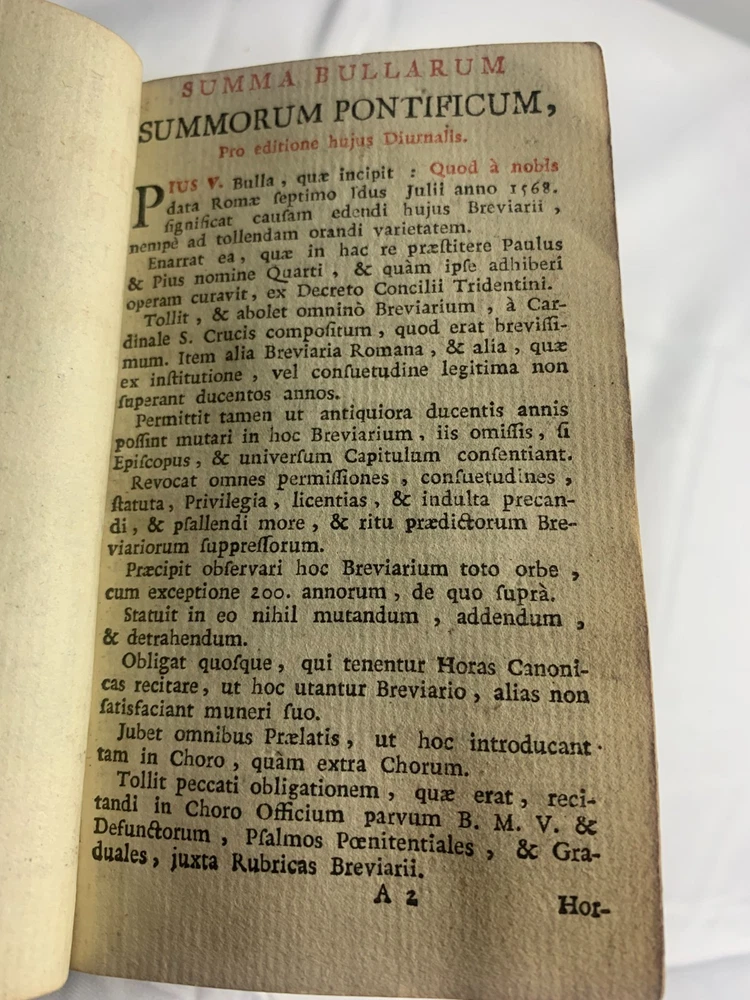 SUMMA BULLARUM
SUMMORUM PONTIFICUM,
Pro editione hujus Diurnalis.
PIUS V. Bulla, quæ incipit : Quod à nobis
data Romæ ſeptimo Idus Julii anno 1568.
ſignificat cauſam edendi hujus Breviarii,
nempè ad tollendam orandi varietatem.
Enarrat ea, quæ in hac re præſtitere Paulus
& Pius nomine Quarti, & quàm ipſe adhiberi
operam curavit, ex Decreto Concilii Tridentini.
Tollit, & abolet omninò Breviarium, à Car-
dinale S. Crucis compoſitum, quod erat breviſſi-
mum. Item alia Breviaria Romana, & alia, quæ
ex inſtitutione, vel conſuetudine legitima non
ſuperant ducentos annos.
Permittit tamen ut antiquiora ducentis annis
poſſint mutari in hoc Breviarium, iis omiſſis, ſi
Epiſcopus, & univerſum Capitulum conſentiant.
Revocat omnes permiſſiones, conſuetudines,
ſtatuta, Privilegia, licentias, & indulta precan-
di, & pſallendi more, & ritu prædictorum Bre-
viariorum ſuppreſſorum.
Præcipit obſervari hoc Breviarium toto orbe,
cum exceptione 200. annorum, de quo ſuprà.
Statuit in eo nihil mutandum, addendum,
& detrahendum.
Obligat quoſque, qui tenentur Horas Canoni-
cas recitare, ut hoc utantur Breviario, alias non
ſatisfaciant muneri ſuo.
Jubet omnibus Prælatis, ut hoc introducant
tam in Choro, quàm extra Chorum.
Tollit peccati obligationem, quæ erat, reci-
tandi in Choro Officium parvum B. M. V. &
Defunctorum, Pſalmos Pœnitentiales, & Gra-
duales, juxta Rubricas Breviarii.
A 2
Hor-